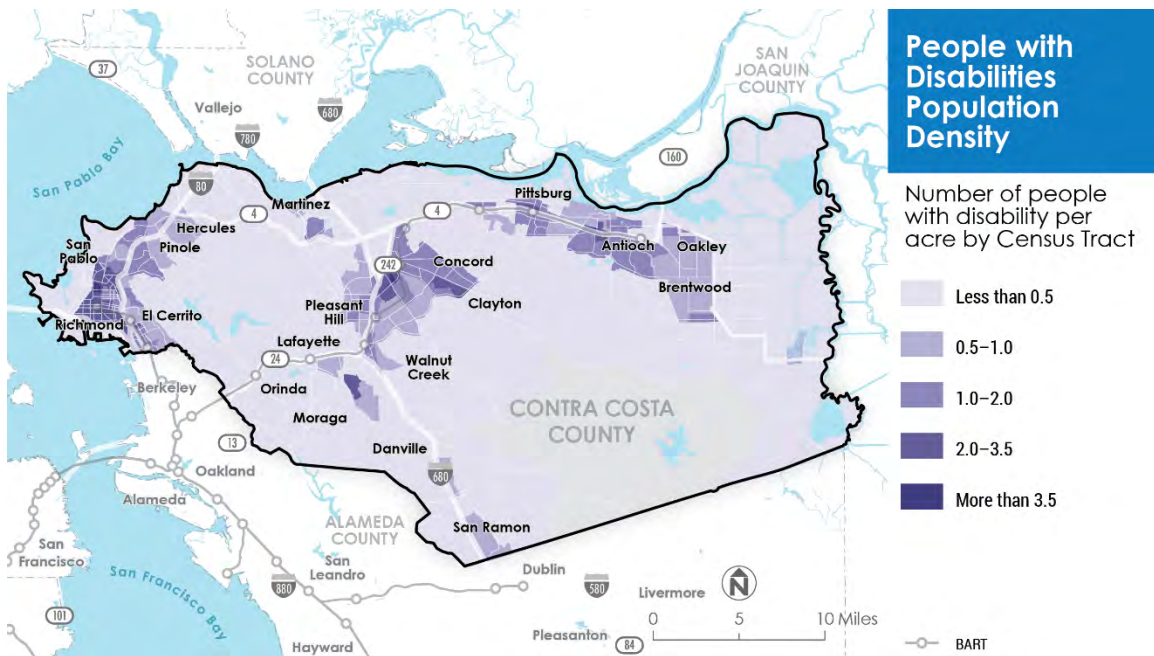 People with
Disabilities
Population
Density
Number of people
with disability per
acre by Census Tract
Less than 0.5
0.5–1.0
1.0–2.0
2.0–3.5
More than 3.5
BART
SOLANO
COUNTY
SAN
JOAQUIN
COUNTY
37
Vallejo
680
780
San Pablo Bay
80
160
Martinez
4
4
Pittsburg
Hercules
Pinole
San
Pablo
242
Concord
Antioch
Oakley
Clayton
Brentwood
Pleasant
Hill
El Cerrito
Richmond
Lafayette
24
Walnut
Creek
Berkeley
Orinda
Moraga
CONTRA COSTA
COUNTY
13
Danville
Oakland
680
Alameda
ALAMEDA
COUNTY
San Ramon
San
Francisco
San
Leandro
Dublin
San Francisco Bay
880
580
Livermore
N
0 5 10 Miles
101
Hayward
Pleasanton
84